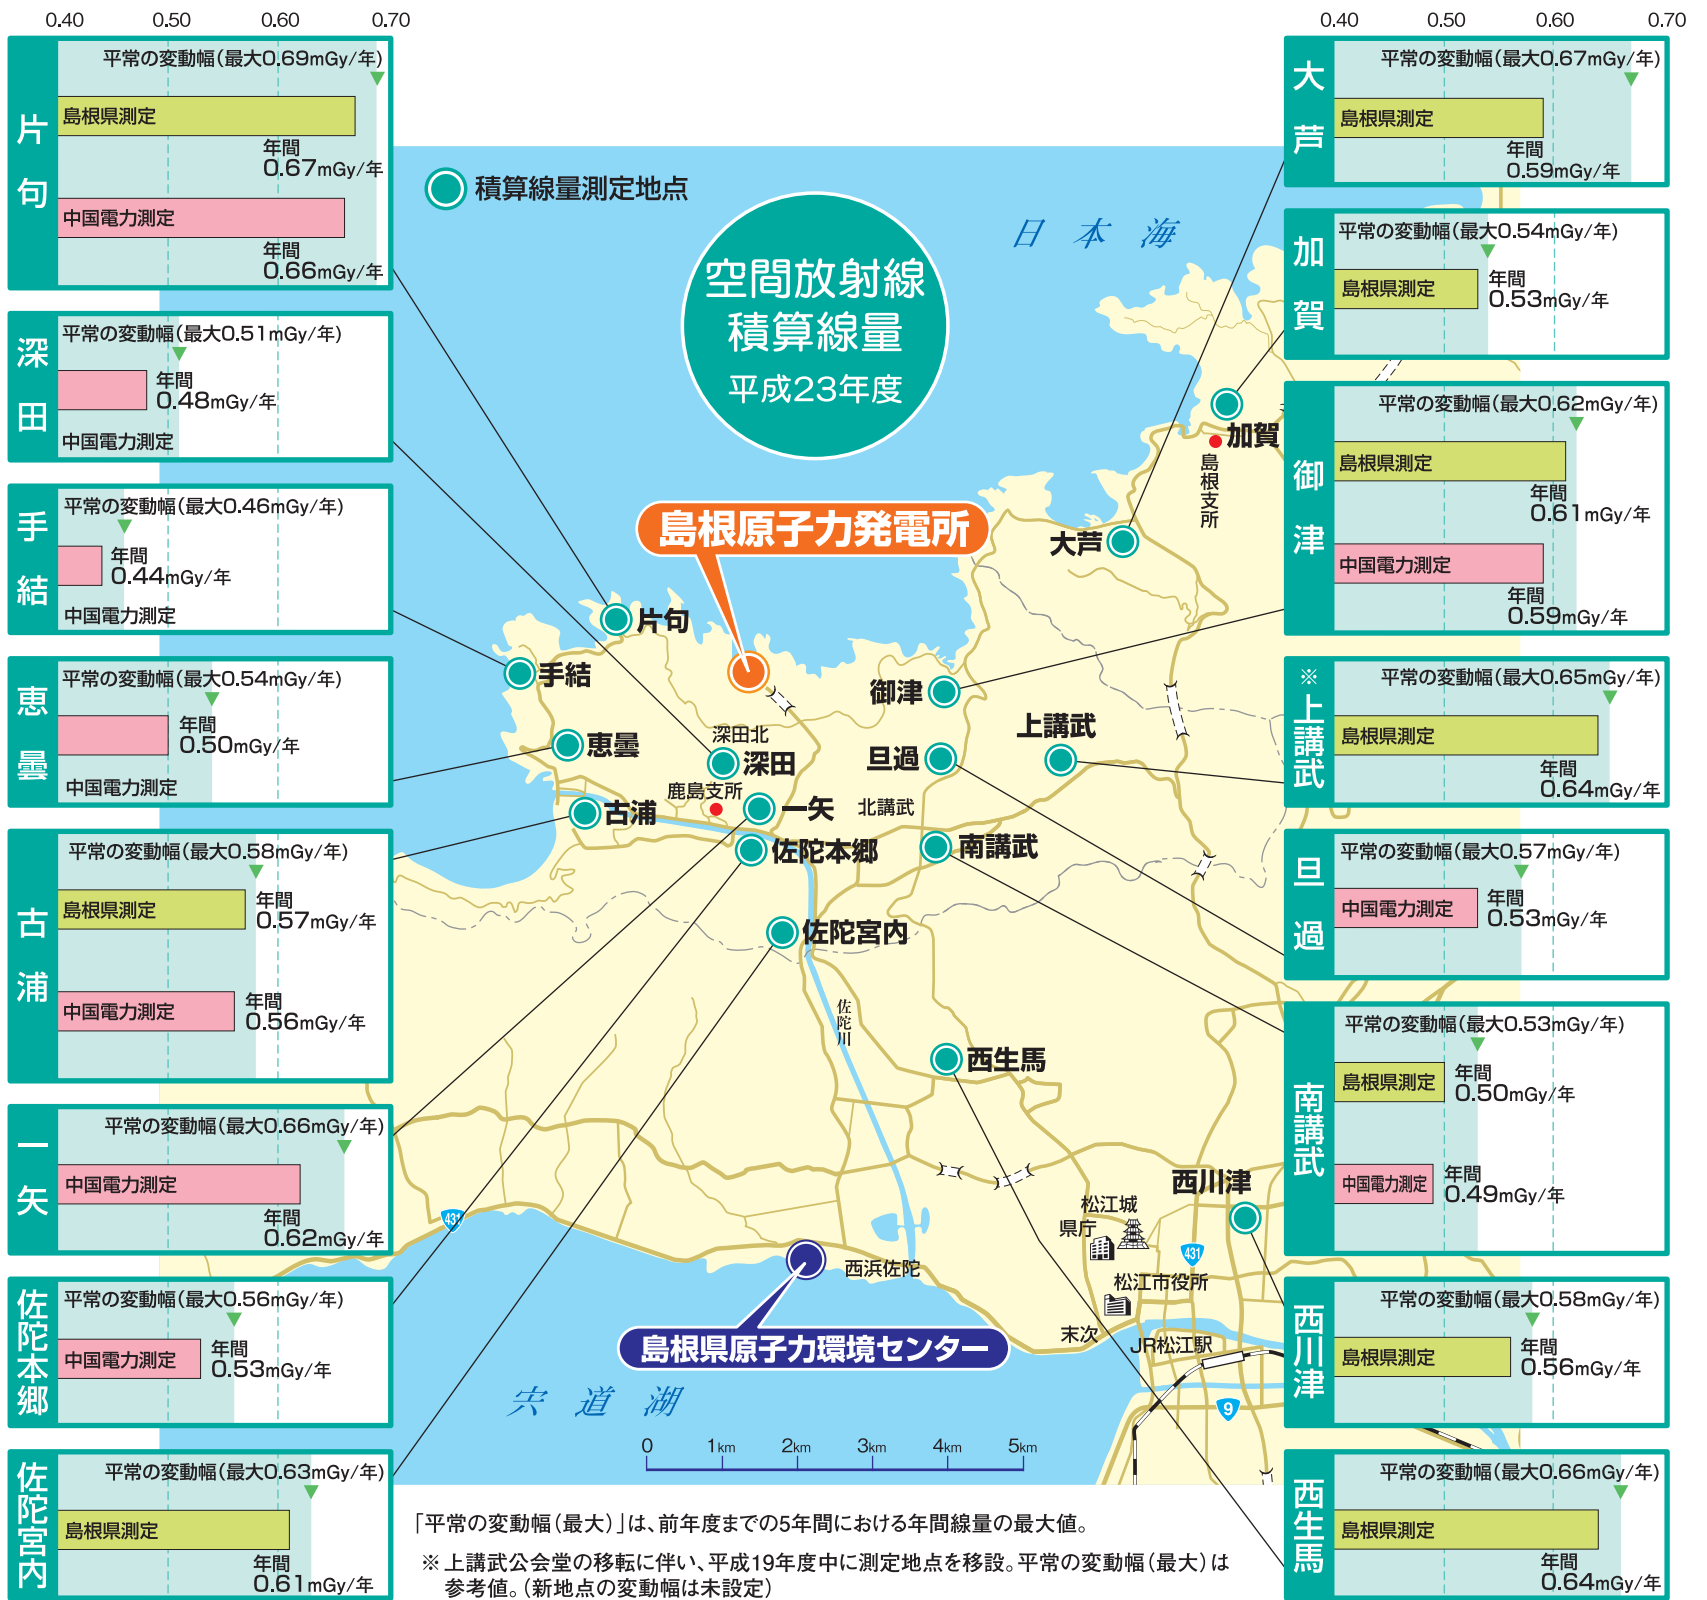 0.40 0.50 0.60 0.70
片句
平常の変動幅(最大0.69mGy/年)
島根県測定
年間
0.67mGy/年
中国電力測定
年間
0.66mGy/年
深田
平常の変動幅(最大0.51mGy/年)
年間
0.48mGy/年
中国電力測定
手結
平常の変動幅(最大0.46mGy/年)
年間
0.44mGy/年
中国電力測定
恵曇
平常の変動幅(最大0.54mGy/年)
年間
0.50mGy/年
中国電力測定
古浦
平常の変動幅(最大0.58mGy/年)
島根県測定
年間
0.57mGy/年
中国電力測定
年間
0.56mGy/年
一矢
平常の変動幅(最大0.66mGy/年)
中国電力測定
年間
0.62mGy/年
佐陀本郷
平常の変動幅(最大0.56mGy/年)
中国電力測定
年間
0.53mGy/年
佐陀宮内
平常の変動幅(最大0.63mGy/年)
島根県測定
年間
0.61mGy/年
積算線量測定地点
空間放射線
積算線量
平成23年度
日本海
島根原子力発電所
加賀
島根支所
大芦
片句
手結
御津
恵曇
深田北
深田
旦過
上講武
鹿島支所
古浦
一矢
北講武
佐陀本郷
南講武
佐陀宮内
佐陀川
西生馬
西川津
松江城
県庁
431
431
西浜佐陀
松江市役所
末次
JR松江駅
島根県原子力環境センター
宍道湖
9
0 1km 2km 3km 4km 5km
「平常の変動幅(最大)」は、前年度までの5年間における年間線量の最大値。
※上講武公会堂の移転に伴い、平成19年度中に測定地点を移設。平常の変動幅(最大)は
参考値。(新地点の変動幅は未設定)
0.40 0.50 0.60 0.70
大芦
平常の変動幅(最大0.67mGy/年)
島根県測定
年間
0.59mGy/年
加賀
平常の変動幅(最大0.54mGy/年)
島根県測定
年間
0.53mGy/年
御津
平常の変動幅(最大0.62mGy/年)
島根県測定
年間
0.61mGy/年
中国電力測定
年間
0.59mGy/年
※上講武
平常の変動幅(最大0.65mGy/年)
島根県測定
年間
0.64mGy/年
旦過
平常の変動幅(最大0.57mGy/年)
中国電力測定
年間
0.53mGy/年
南講武
平常の変動幅(最大0.53mGy/年)
島根県測定
年間
0.50mGy/年
中国電力測定
年間
0.49mGy/年
西川津
平常の変動幅(最大0.58mGy/年)
島根県測定
年間
0.56mGy/年
西生馬
平常の変動幅(最大0.66mGy/年)
島根県測定
年間
0.64mGy/年